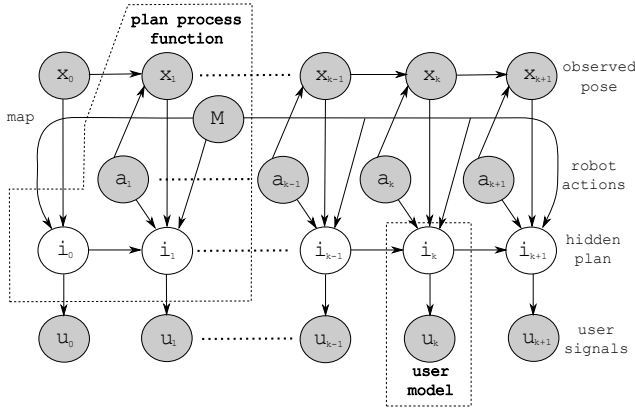 plan process
function
x₀ x₁ xₖ₋₁ xₖ xₖ₊₁ observed
pose
map M
a₁ aₖ₋₁ aₖ aₖ₊₁ robot
actions
i₀ i₁ iₖ₋₁ iₖ iₖ₊₁ hidden
plan
u₀ u₁ uₖ₋₁ uₖ uₖ₊₁ user
signals
user
model